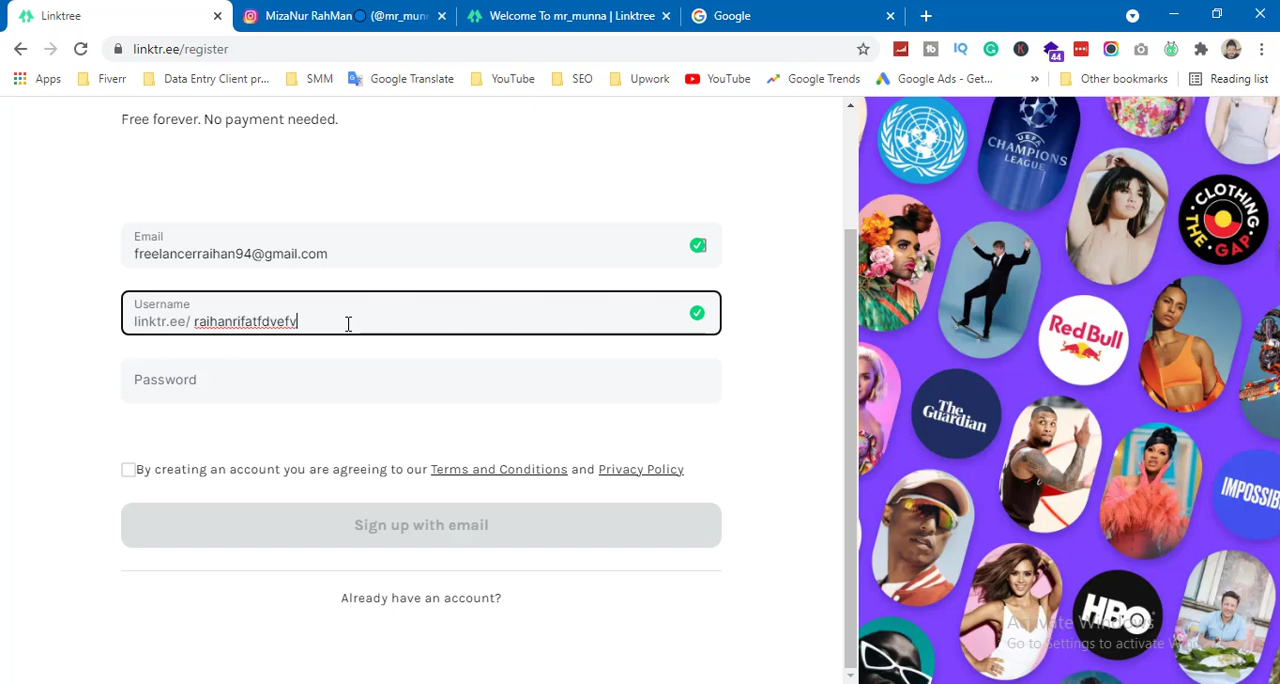 Linktree
MizaNur RahMan (@mr_mun
Welcome To mr_munna | Linktree
Google
linktr.ee/register
44
Apps
Fiverr
Data Entry Client pr...
SMM
Google Translate
YouTube
SEO
Upwork
YouTube
Google Trends
Google Ads - Get...
»
Other bookmarks
Reading list
Free forever. No payment needed.
Email
freelancerraihan94@gmail.com
Username
linktr.ee/ raihanrifatfdvefv
Password
By creating an account you are agreeing to our Terms and Conditions and Privacy Policy
Sign up with email
Already have an account?
UEFA
CHAMPIONS
LEAGUE
CLOTHING
THE GAP
Red Bull
The
Guardian
IMPOSSIB
HBO
Activate Windows
Go to Settings to activate